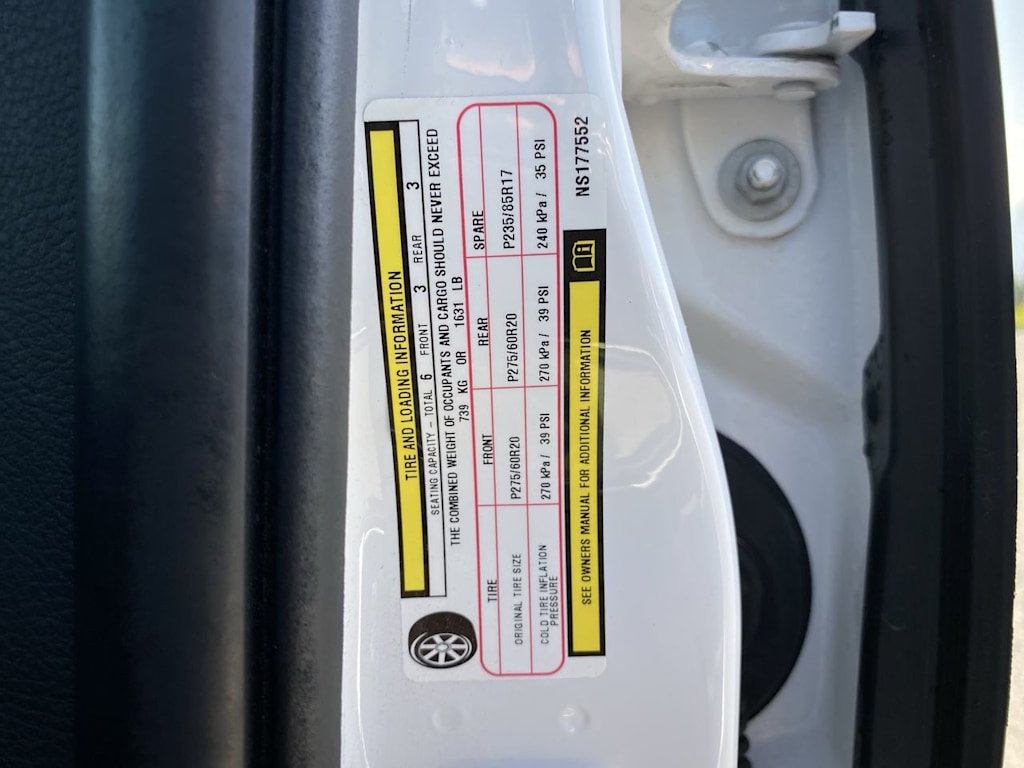 TIRE AND LOADING INFORMATION
SEATING CAPACITY – TOTAL 6 FRONT 3 REAR 3
THE COMBINED WEIGHT OF OCCUPANTS AND CARGO SHOULD NEVER EXCEED
739 KG OR 1631 LB
TIRE FRONT REAR SPARE
ORIGINAL TIRE SIZE P275/60R20 P275/60R20 P235/85R17
COLD TIRE INFLATION PRESSURE 270 kPa / 39 PSI 270 kPa / 39 PSI 240 kPa / 35 PSI
SEE OWNERS MANUAL FOR ADDITIONAL INFORMATION
NS177552